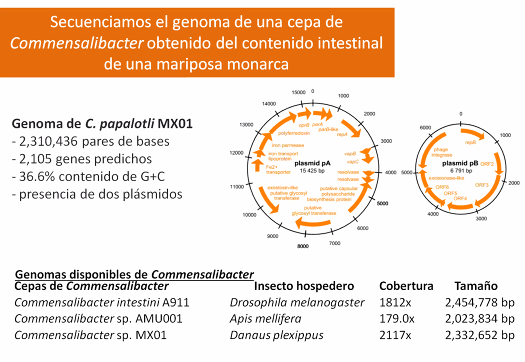 Secuenciamos el genoma de una cepa de
Commensalibacter obtenido del contenido intestinal
de una mariposa monarca
Genoma de C. papalotli MX01
- 2,310,436 pares de bases
- 2,105 genes predichos
- 36.6% contenido de G+C
- presencia de dos plásmidos
0
1000
2000
3000
4000
5000
6000
7000
8000
9000
10000
11000
12000
13000
14000
15000
parA
parB-like
repA
vapB
vapC
resolvase
putative capsular
polysaccharide
biosynthesis protein
putative
glycosyl transferase
putative glycosyl
transferase
Fe2+
transporter
iron transport
lipoprotein
iron permease
polyferredoxin
plasmid pA
15 425 bp
0
1000
2000
3000
4000
5000
6000
repB
ORF2
ORF3
ORF4
ORF5
ORF6
phage
integrase
plasmid pB
6 791 bp
Genomas disponibles de Commensalibacter
Cepas de Commensalibacter Insecto hospedero Cobertura Tamaño
Commensalibacter intestini A911 Drosophila melanogaster 1812x 2,454,778 bp
Commensalibacter sp. AMU001 Apis mellifera 179.0x 2,023,834 bp
Commensalibacter sp. MX01 Danaus plexippus 2117x 2,332,652 bp